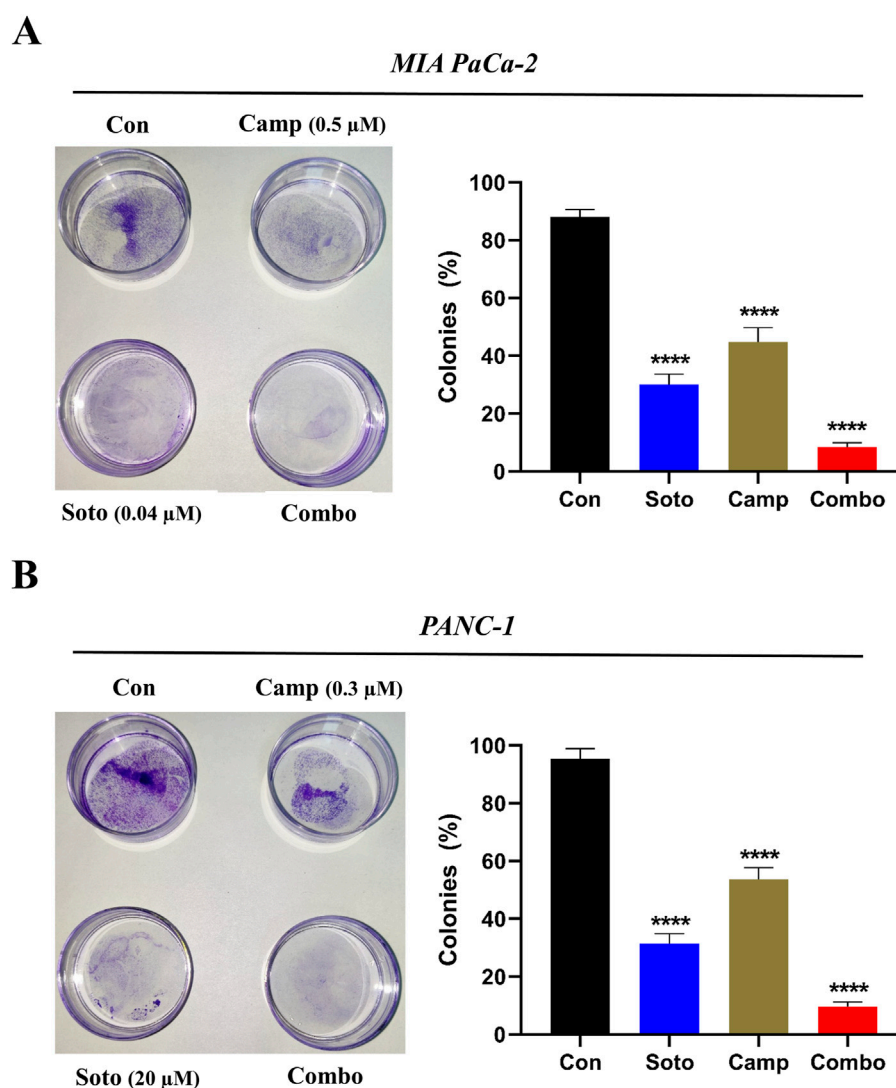 A
MIA PaCa-2
Con
Camp (0.5 µM)
Soto (0.04 µM)
Combo
Colonies (%)
100
80
60
40
20
0
****
****
****
Con
Soto
Camp
Combo
B
PANC-1
Con
Camp (0.3 µM)
Soto (20 µM)
Combo
Colonies (%)
100
80
60
40
20
0
****
****
****
Con
Soto
Camp
Combo